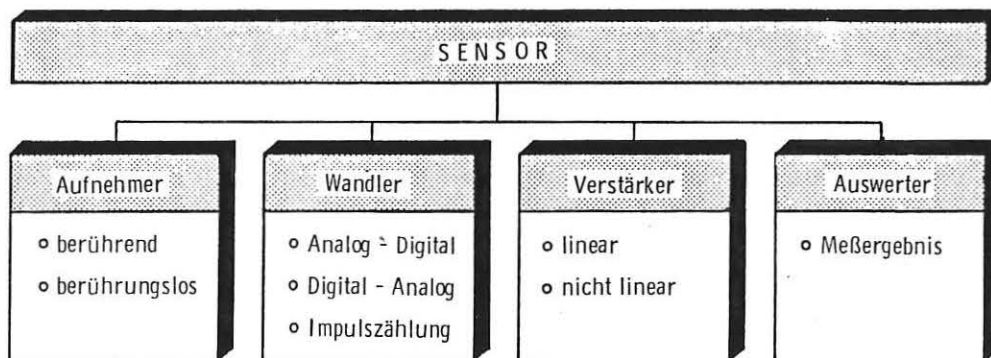 SENSOR
Aufnehmer
o berührend
o berührungslos
Wandler
o Analog - Digital
o Digital - Analog
o Impulszählung
Verstärker
o linear
o nicht linear
Auswerter
o Meßergebnis